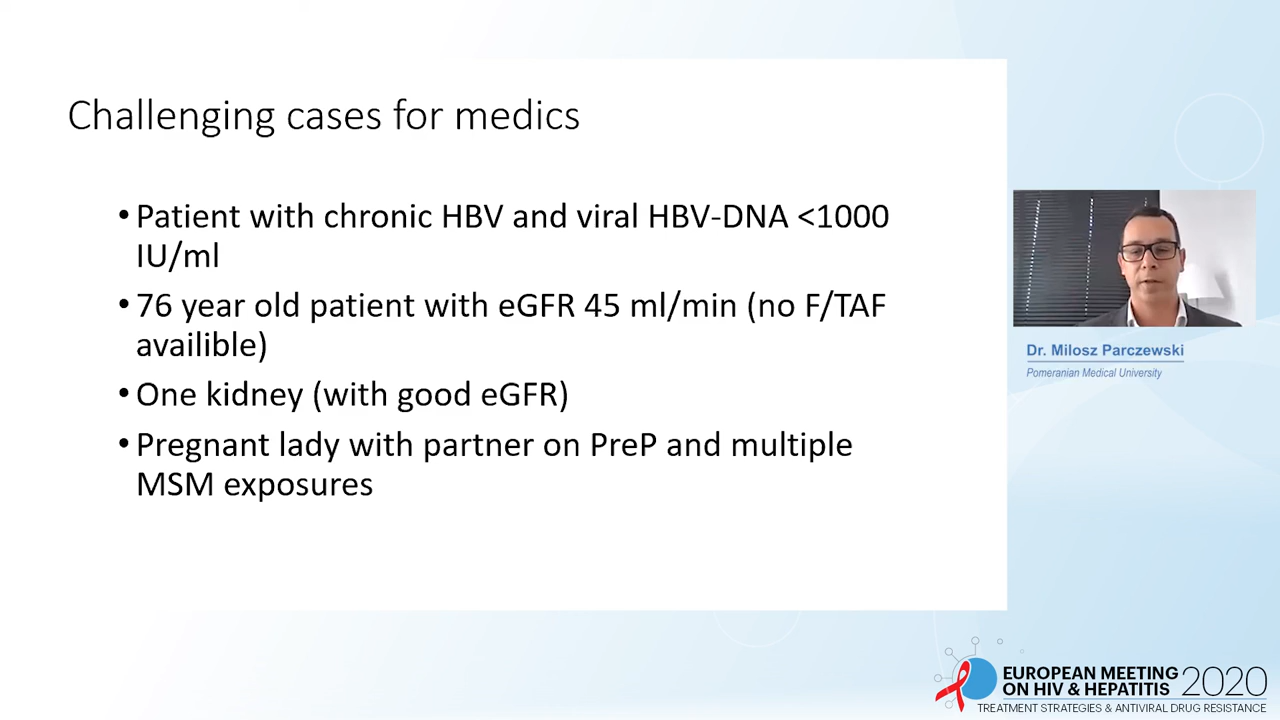 Challenging cases for medics
• Patient with chronic HBV and viral HBV-DNA <1000
IU/ml
• 76 year old patient with eGFR 45 ml/min (no F/TAF
availible)
• One kidney (with good eGFR)
• Pregnant lady with partner on PreP and multiple
MSM exposures
Dr. Milosz Parczewski
Pomeranian Medical University
EUROPEAN MEETING
ON HIV & HEPATITIS 2020
TREATMENT STRATEGIES & ANTIVIRAL DRUG RESISTANCE